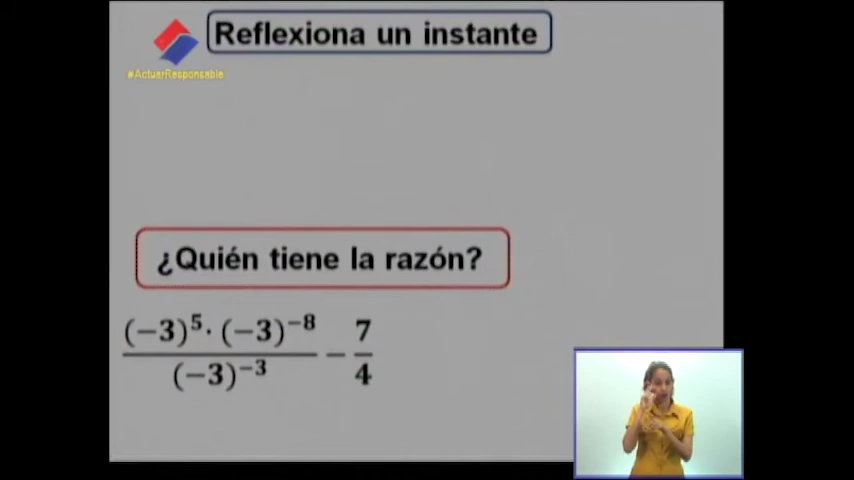 Reflexiona un instante
#ActuarResponsable
¿Quién tiene la razón?
(−3)⁵· (−3)⁻⁸
(−3)⁻³
− 7
4